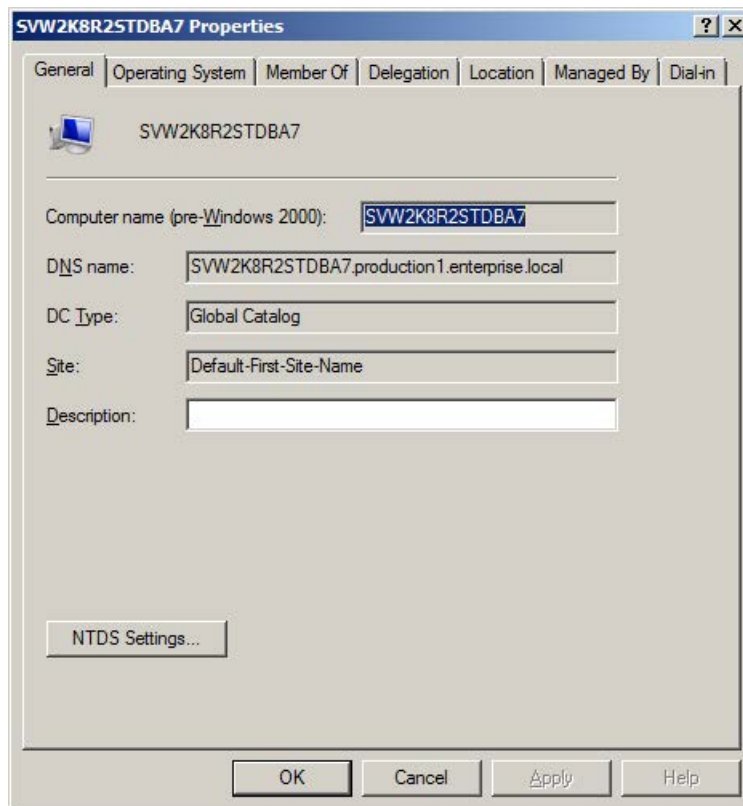 SVW2K8R2STDBA7 Properties
General Operating System Member Of Delegation Location Managed By Dial-in
SVW2K8R2STDBA7
Computer name (pre-Windows 2000): SVW2K8R2STDBA7
DNS name: SVW2K8R2STDBA7.production1.enterprise.local
DC Type: Global Catalog
Site: Default-First-Site-Name
Description:
NTDS Settings...
OK Cancel Apply Help